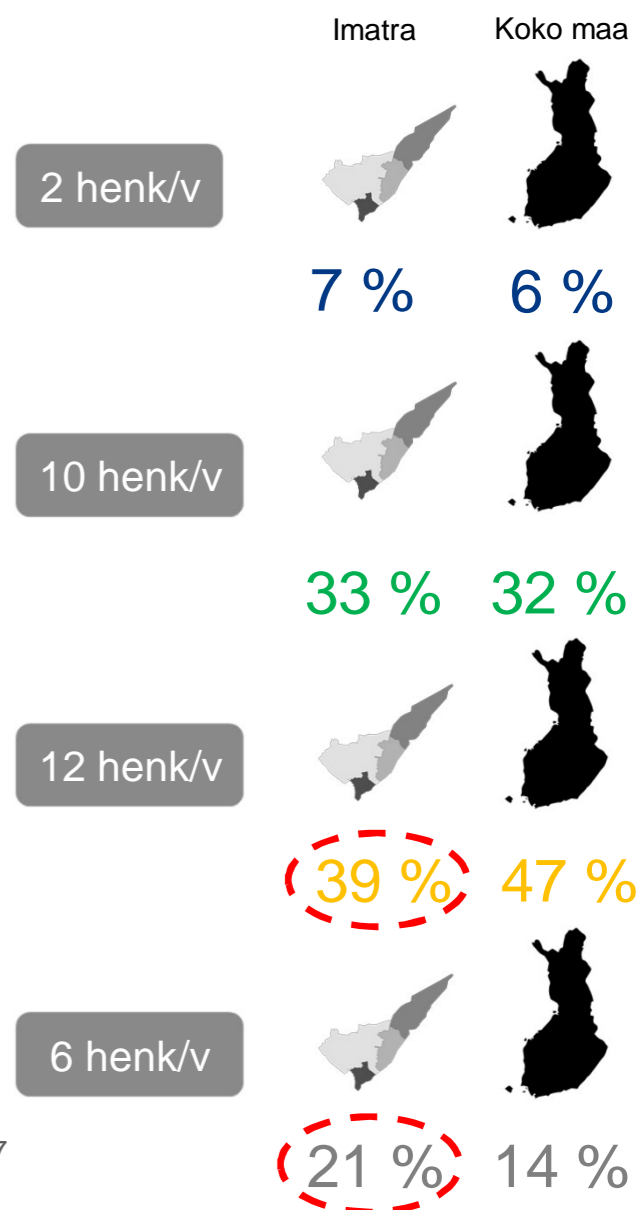 Imatra Koko maa
2 henk/v
7 % 6 %
10 henk/v
33 % 32 %
12 henk/v
39 % 47 %
6 henk/v
7
21 % 14 %